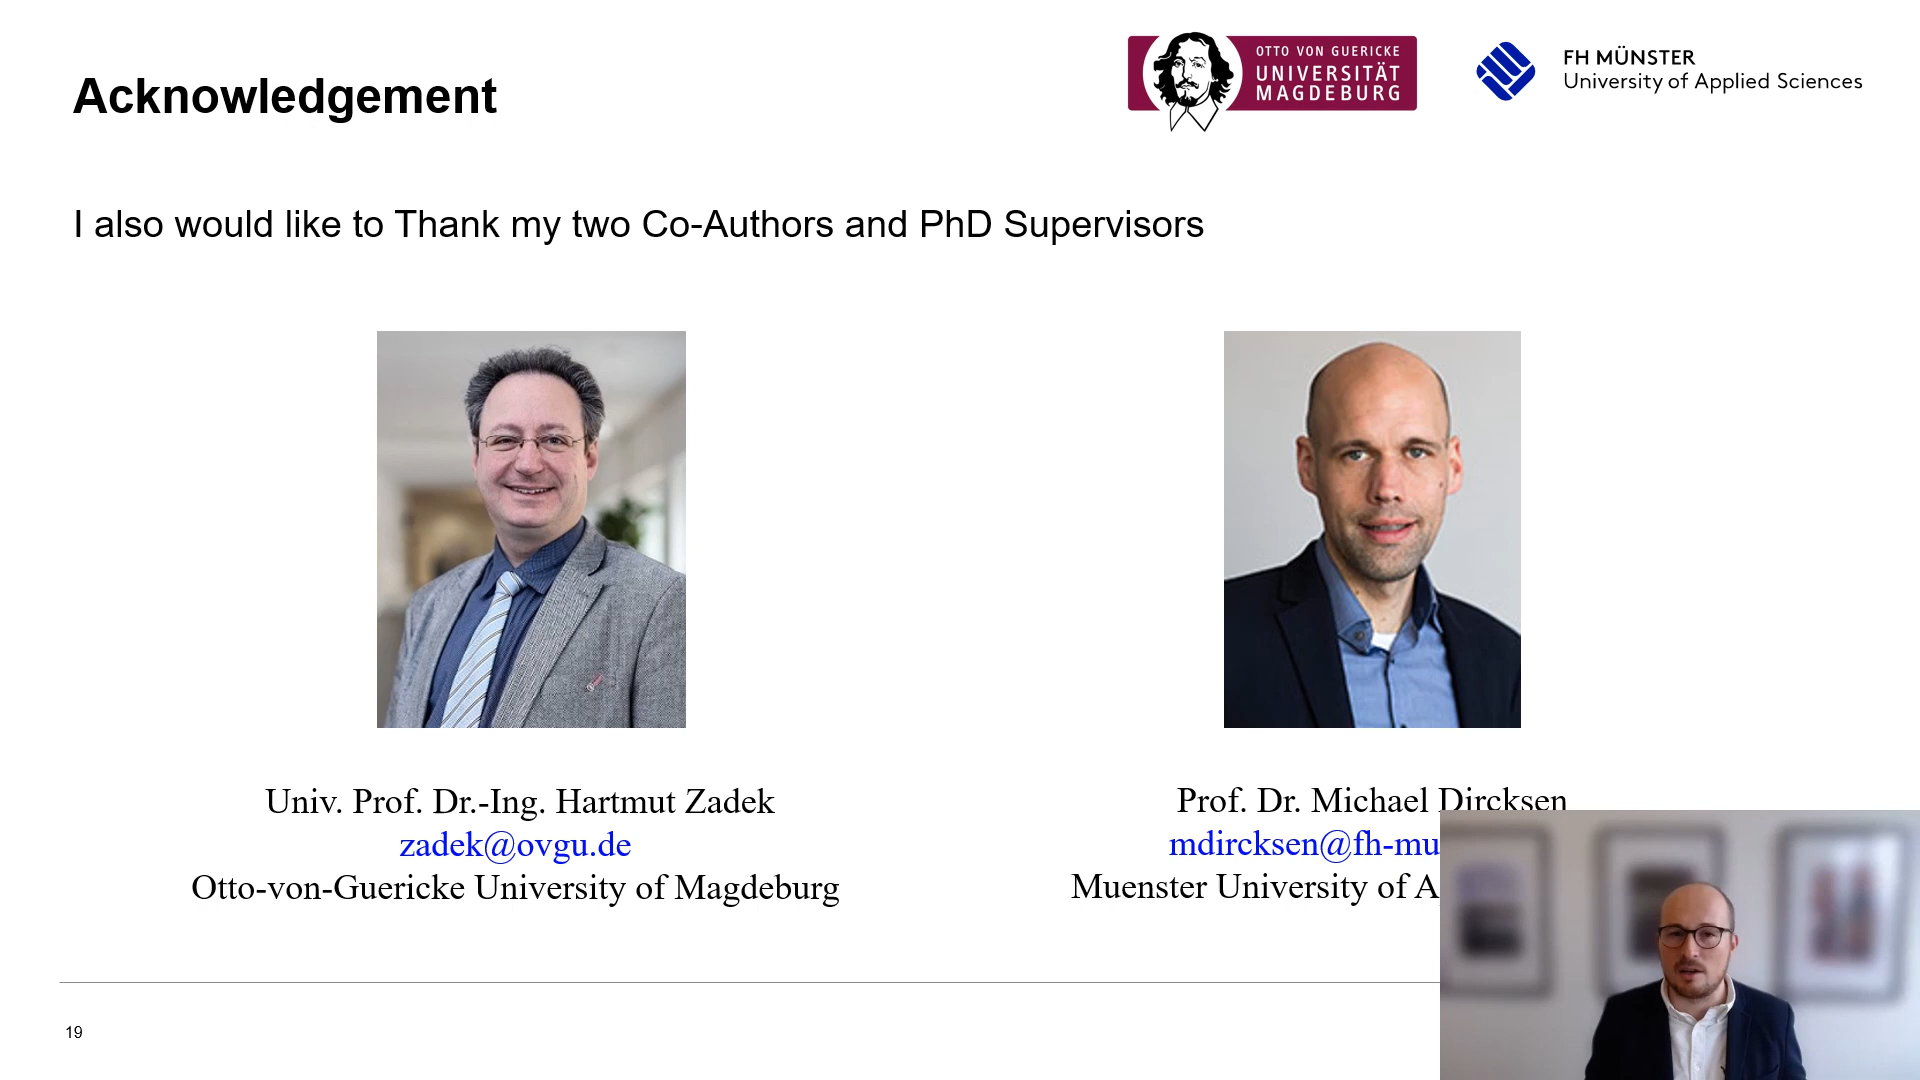 Acknowledgement
OTTO VON GUERICKE
UNIVERSITÄT
MAGDEBURG
FH MÜNSTER
University of Applied Sciences
I also would like to Thank my two Co-Authors and PhD Supervisors
Univ. Prof. Dr.-Ing. Hartmut Zadek
zadek@ovgu.de
Otto-von-Guericke University of Magdeburg
Prof. Dr. Michael Dircksen
mdircksen@fh-mu
Muenster University of A
19